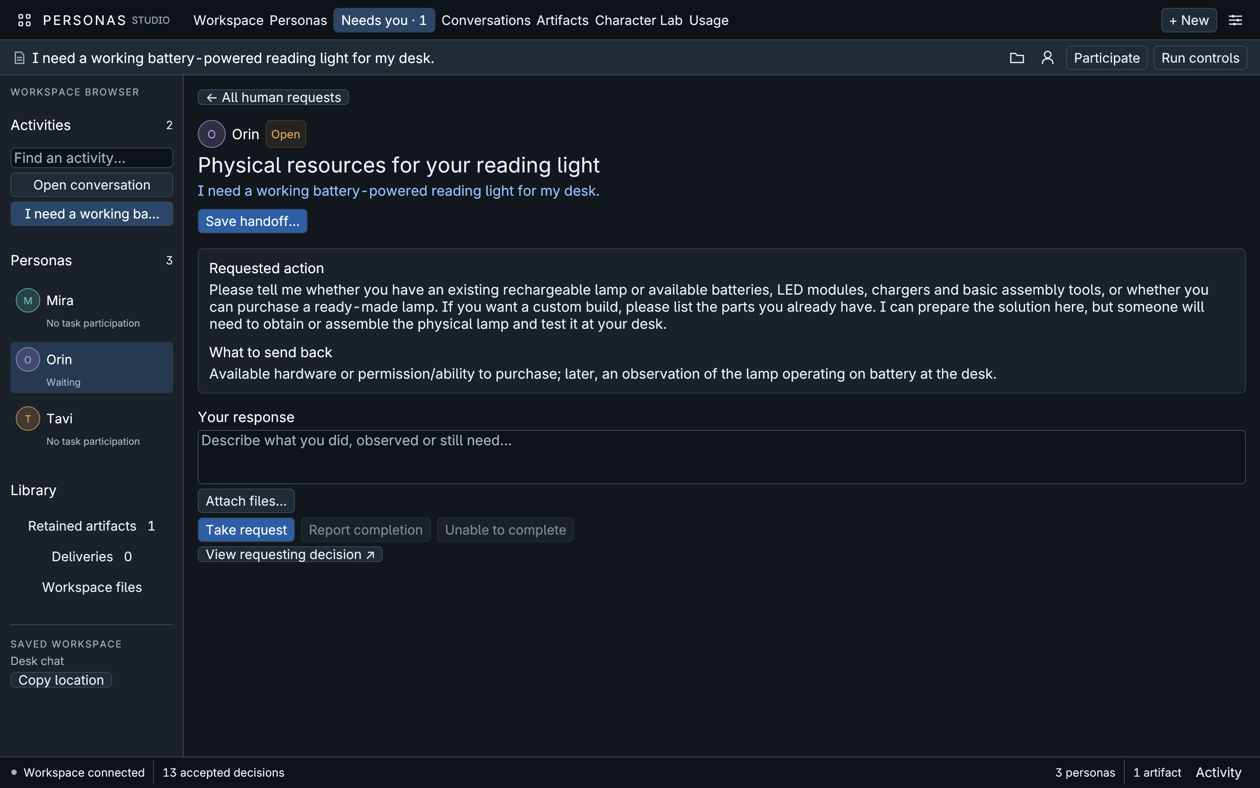 PERSONAS STUDIO Workspace Personas Needs you · 1 Conversations Artifacts Character Lab Usage + New
I need a working battery-powered reading light for my desk. Participate Run controls
WORKSPACE BROWSER
Activities 2
Find an activity...
Open conversation
I need a working ba...
Personas 3
M Mira
No task participation
O Orin
Waiting
T Tavi
No task participation
Library
Retained artifacts 1
Deliveries 0
Workspace files
SAVED WORKSPACE
Desk chat
Copy location
← All human requests
O Orin Open
Physical resources for your reading light
I need a working battery-powered reading light for my desk.
Save handoff...
Requested action
Please tell me whether you have an existing rechargeable lamp or available batteries, LED modules, chargers and basic assembly tools, or whether you
can purchase a ready-made lamp. If you want a custom build, please list the parts you already have. I can prepare the solution here, but someone will
need to obtain or assemble the physical lamp and test it at your desk.
What to send back
Available hardware or permission/ability to purchase; later, an observation of the lamp operating on battery at the desk.
Your response
Describe what you did, observed or still need...
Attach files...
Take request Report completion Unable to complete
View requesting decision ↗
Workspace connected 13 accepted decisions 3 personas 1 artifact Activity